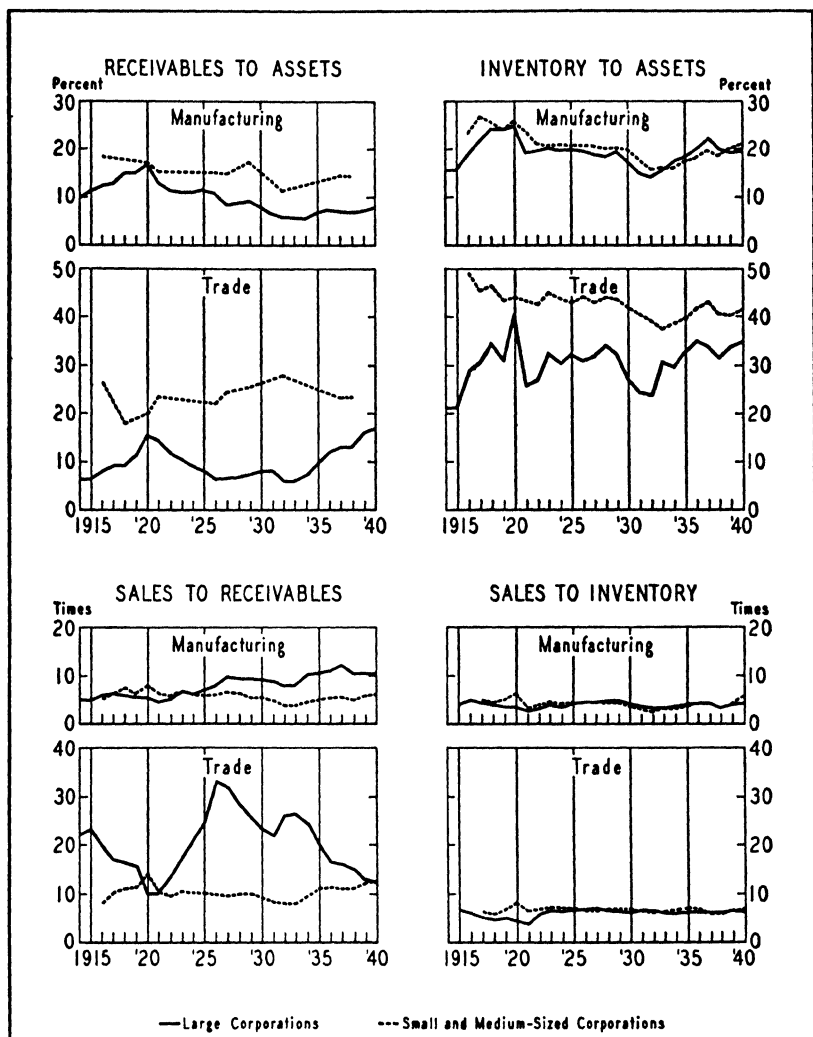 RECEIVABLES TO ASSETS
Percent
30
20
10
0
Manufacturing
50
40
30
20
10
0
Trade
1915 '20 '25 '30 '35 '40
INVENTORY TO ASSETS
Percent
30
20
10
0
Manufacturing
50
40
30
20
10
0
Trade
1915 '20 '25 '30 '35 '40
SALES TO RECEIVABLES
Times
20
10
0
Manufacturing
40
30
20
10
0
Trade
1915 '20 '25 '30 '35 '40
SALES TO INVENTORY
Times
20
10
0
Manufacturing
40
30
20
10
0
Trade
1915 '20 '25 '30 '35 '40
Large Corporations
Small and Medium-Sized Corporations